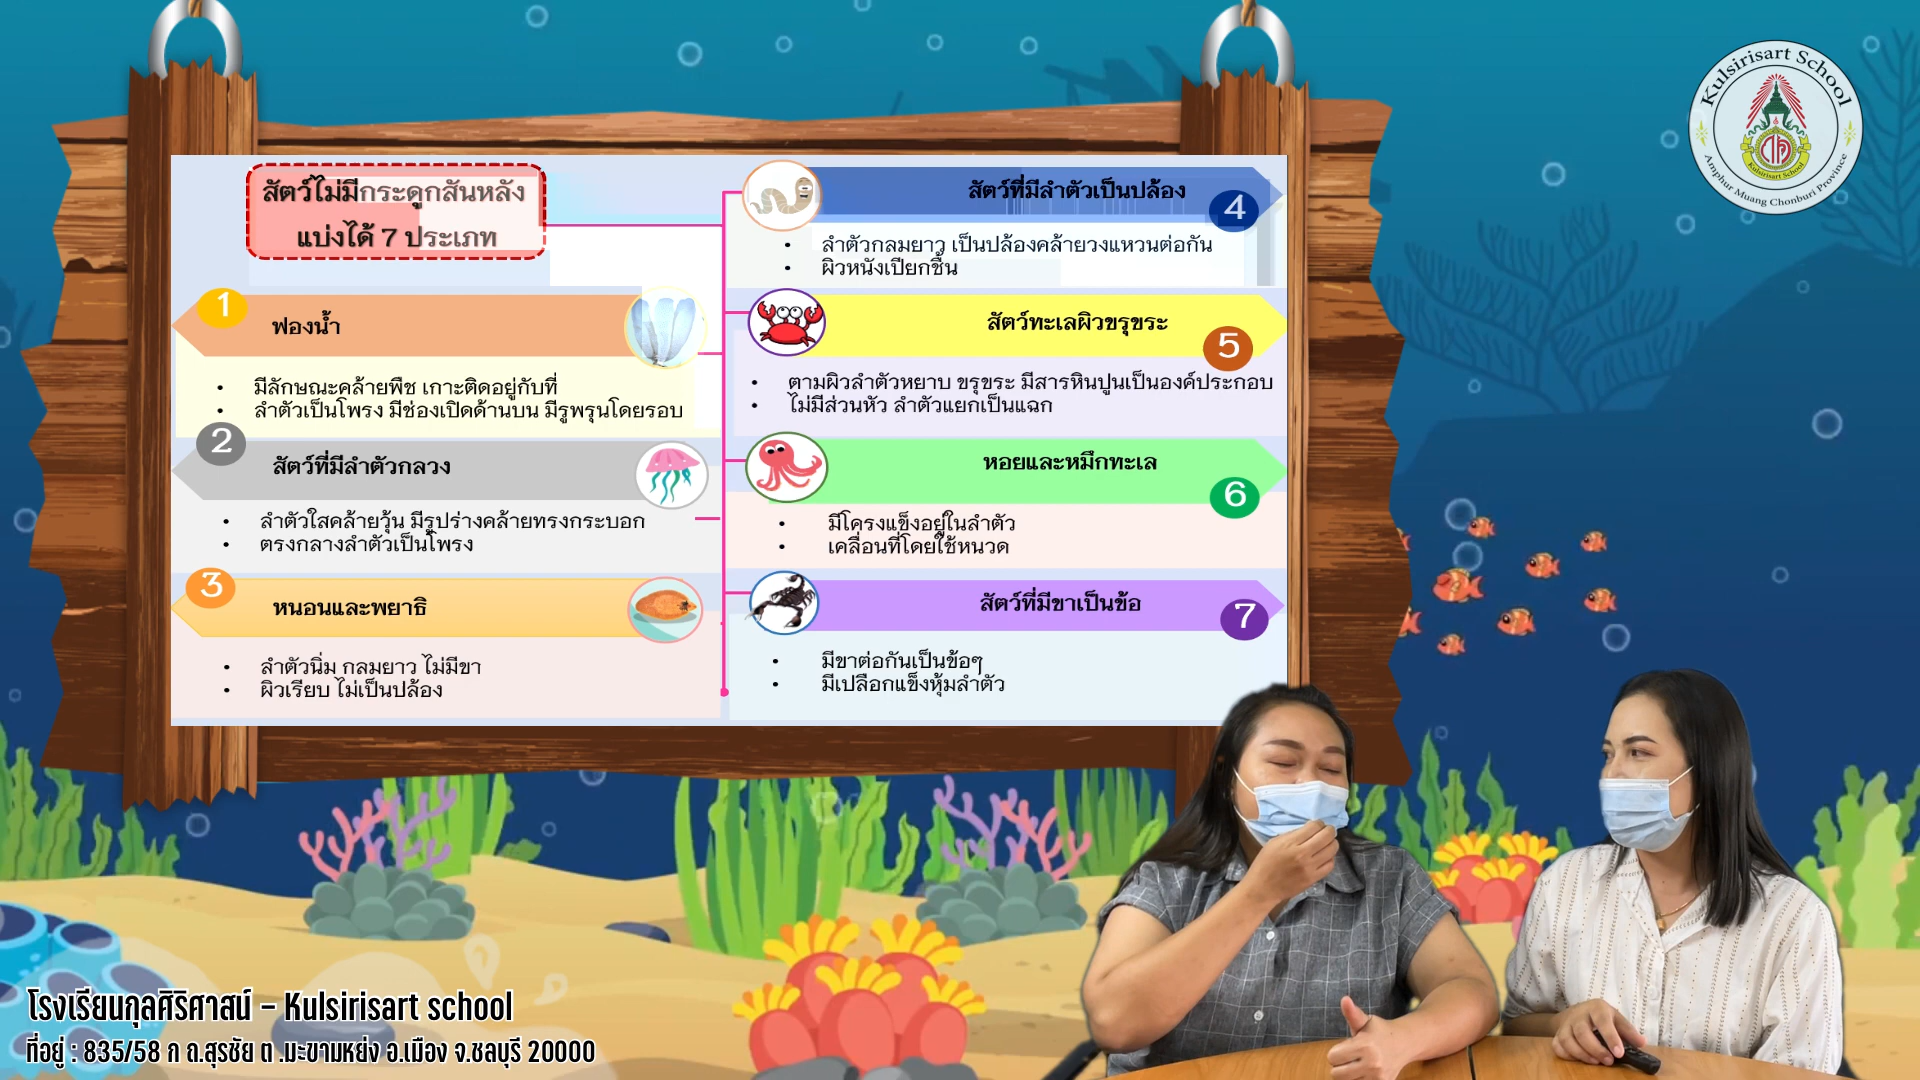 สัตว์ไม่มีกระดูกสันหลัง
แบ่งได้ 7 ประเภท
1
ฟองน้ำ
• มีลักษณะคล้ายพืช เกาะติดอยู่กับที่
• ลำตัวเป็นโพรง มีช่องเปิดด้านบน มีรูพรุนโดยรอบ
2
สัตว์ที่มีลำตัวกลวง
• ลำตัวใสคล้ายวุ้น มีรูปร่างคล้ายทรงกระบอก
• ตรงกลางลำตัวเป็นโพรง
3
หนอนและพยาธิ
• ลำตัวนิ่ม กลมยาว ไม่มีขา
• ผิวเรียบ ไม่เป็นปล้อง
สัตว์ที่มีลำตัวเป็นปล้อง
4
• ลำตัวกลมยาว เป็นปล้องคล้ายวงแหวนต่อกัน
• ผิวหนังเปียกชื้น
สัตว์ทะเลผิวขรุขระ
5
• ตามผิวลำตัวหยาบ ขรุขระ มีสารหินปูนเป็นองค์ประกอบ
• ไม่มีส่วนหัว ลำตัวแยกเป็นแฉก
หอยและหมึกทะเล
6
• มีโครงแข็งอยู่ในลำตัว
• เคลื่อนที่โดยใช้หนวด
สัตว์ที่มีขาเป็นข้อ
7
• มีขาต่อกันเป็นข้อๆ
• มีเปลือกแข็งหุ้มลำตัว
Kulsirisart School
Kulsirisart School
Amphur Muang Chonburi Province
โรงเรียนกุลศิริศาสน์ – Kulsirisart school
ที่อยู่ : 835/58 ก ถ.สุรชัย ต .มะขามหย่ง อ.เมือง จ.ชลบุรี 20000